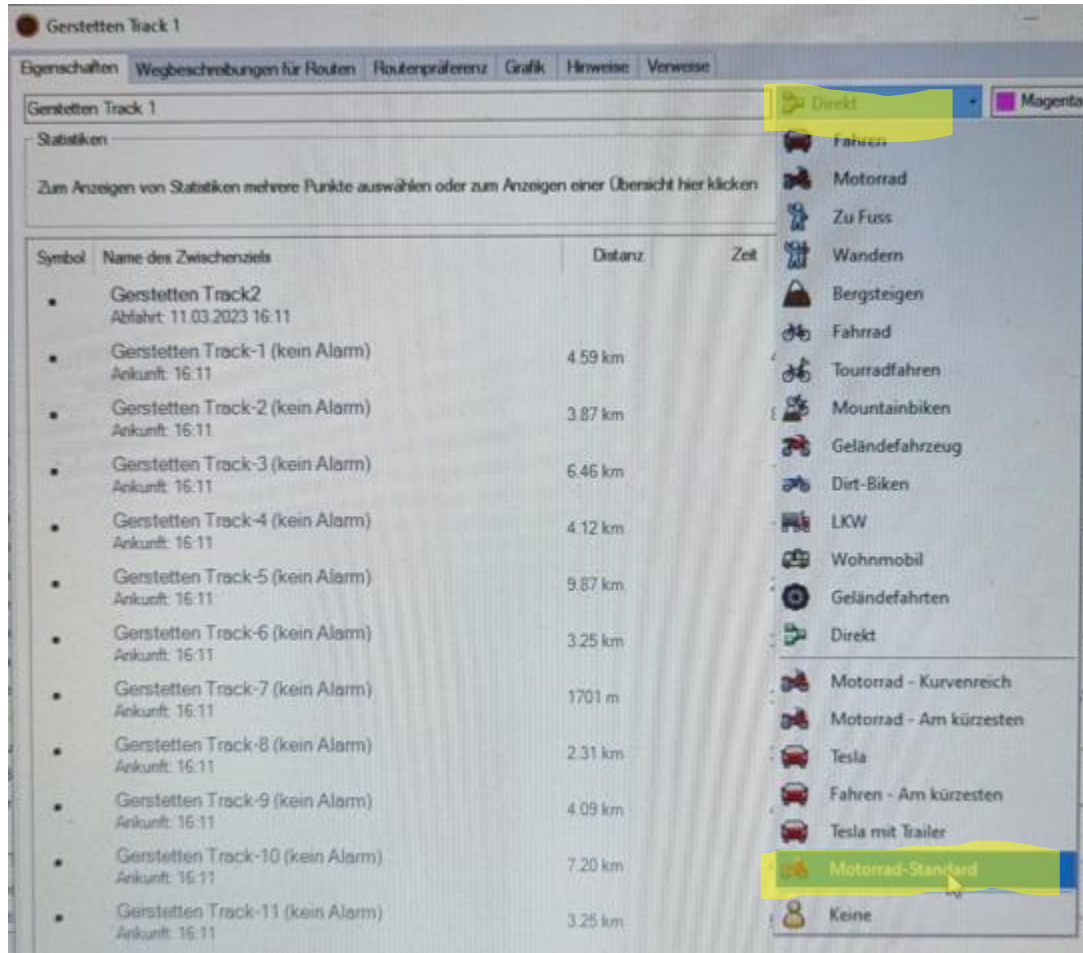 Gerstetten Track 1
Eigenschaften Wegbeschreibungen für Routen Routenpräferenz Grafik Hinweise Verweise
Gerstetten Track 1 Direkt Magenta
Statistiken
Zum Anzeigen von Statistiken mehrere Punkte auswählen oder zum Anzeigen einer Übersicht hier klicken
Symbol Name des Zwischenziels Distanz Zeit
Gerstetten Track2
Abfahrt: 11.03.2023 16:11
Gerstetten Track-1 (kein Alarm) 4.59 km
Ankunft: 16:11
Gerstetten Track-2 (kein Alarm) 3.87 km
Ankunft: 16:11
Gerstetten Track-3 (kein Alarm) 6.46 km
Ankunft: 16:11
Gerstetten Track-4 (kein Alarm) 4.12 km
Ankunft: 16:11
Gerstetten Track-5 (kein Alarm) 9.87 km
Ankunft: 16:11
Gerstetten Track-6 (kein Alarm) 3.25 km
Ankunft: 16:11
Gerstetten Track-7 (kein Alarm) 1701 m
Ankunft: 16:11
Gerstetten Track-8 (kein Alarm) 2.31 km
Ankunft: 16:11
Gerstetten Track-9 (kein Alarm) 4.09 km
Ankunft: 16:11
Gerstetten Track-10 (kein Alarm) 7.20 km
Ankunft: 16:11
Gerstetten Track-11 (kein Alarm) 3.25 km
Ankunft: 16:11
Fahren
Motorrad
Zu Fuss
Wandern
Bergsteigen
Fahrrad
Tourradfahren
Mountainbiken
Geländefahrzeug
Dirt-Biken
LKW
Wohnmobil
Geländefahrten
Direkt
Motorrad - Kurvenreich
Motorrad - Am kürzesten
Tesla
Fahren - Am kürzesten
Tesla mit Trailer
Motorrad-Standard
Keine